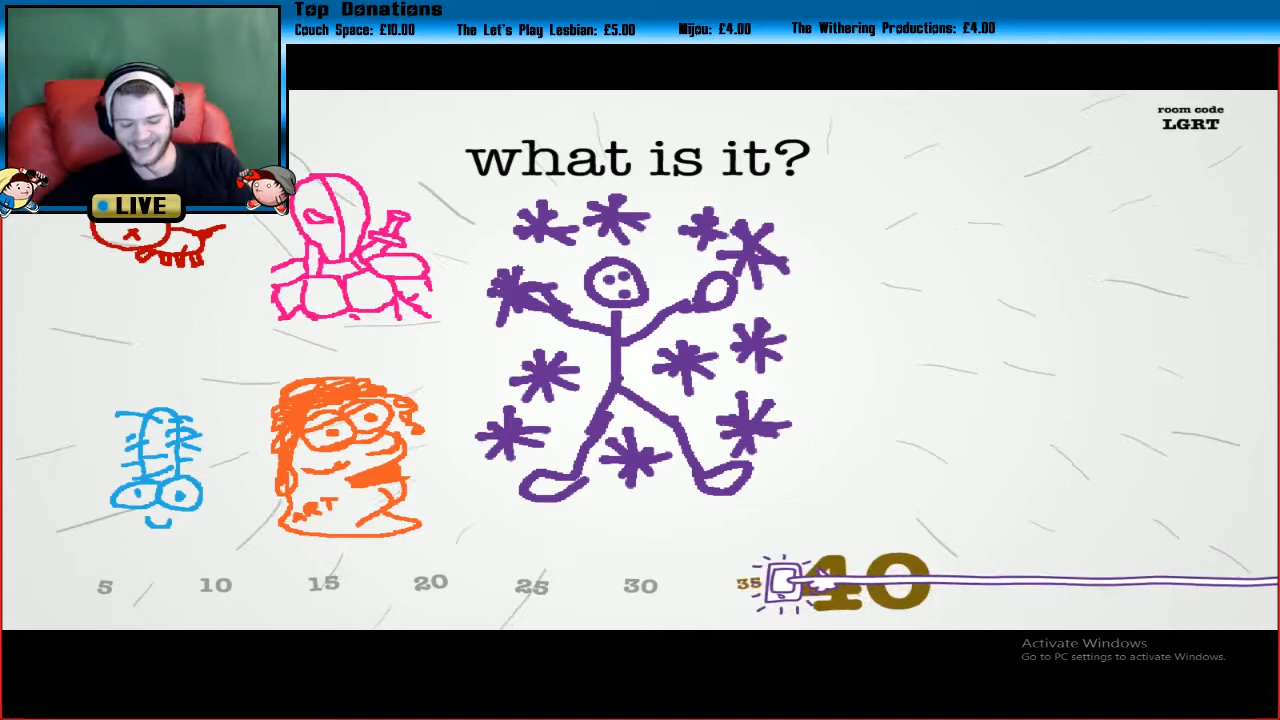 Top Donations
Couch Space: £10.00 The Let's Play Lesbian: £5.00 Mijou: £4.00 The Withering Productions: £4.00
room code
LGRT
what is it?
LIVE
ART
5 10 15 20 25 30 35 40
Activate Windows
Go to PC settings to activate Windows.